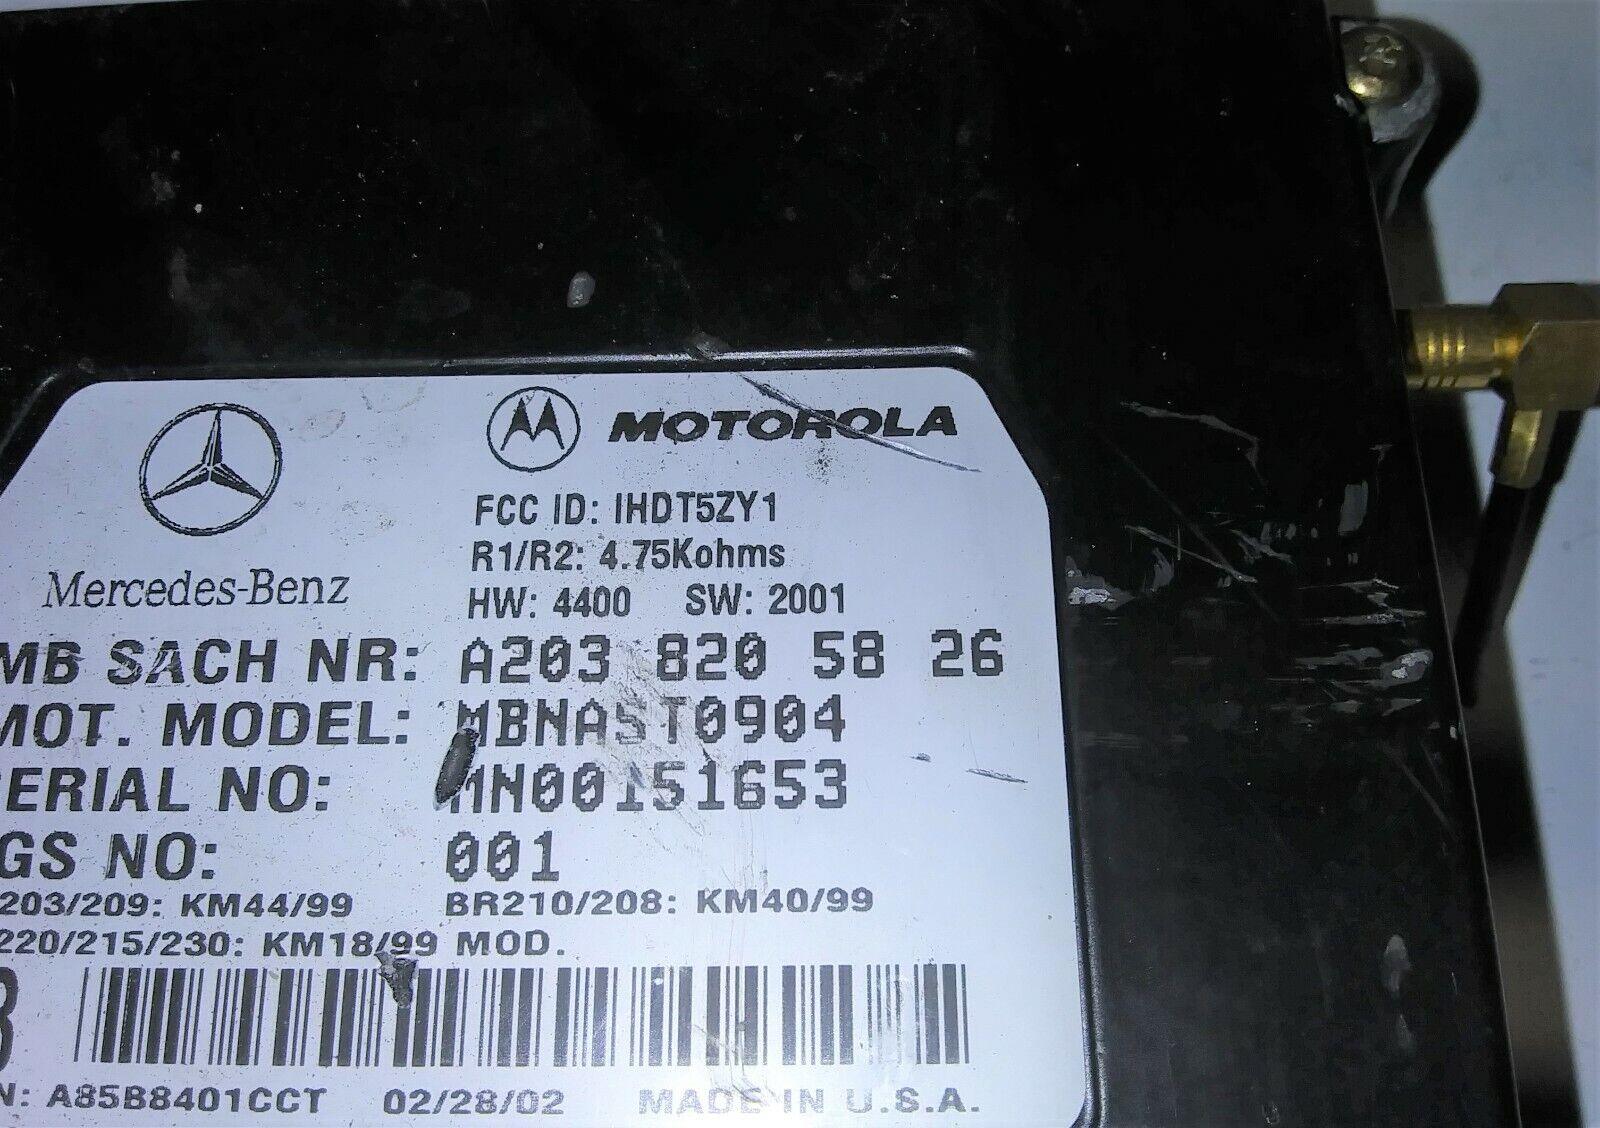 MOTOROLA
FCC ID: IHDT5ZY1
R1/R2: 4.75Kohms
Mercedes-Benz
HW: 4400 SW: 2001
MB SACH NR: A203 820 58 26
MOT. MODEL: MBNAST0904
SERIAL NO: MN00151653
GS NO: 001
203/209: KM44/99 BR210/208: KM40/99
220/215/230: KM18/99 MOD.
N: A85B8401CCT 02/28/02 MADE IN U.S.A.